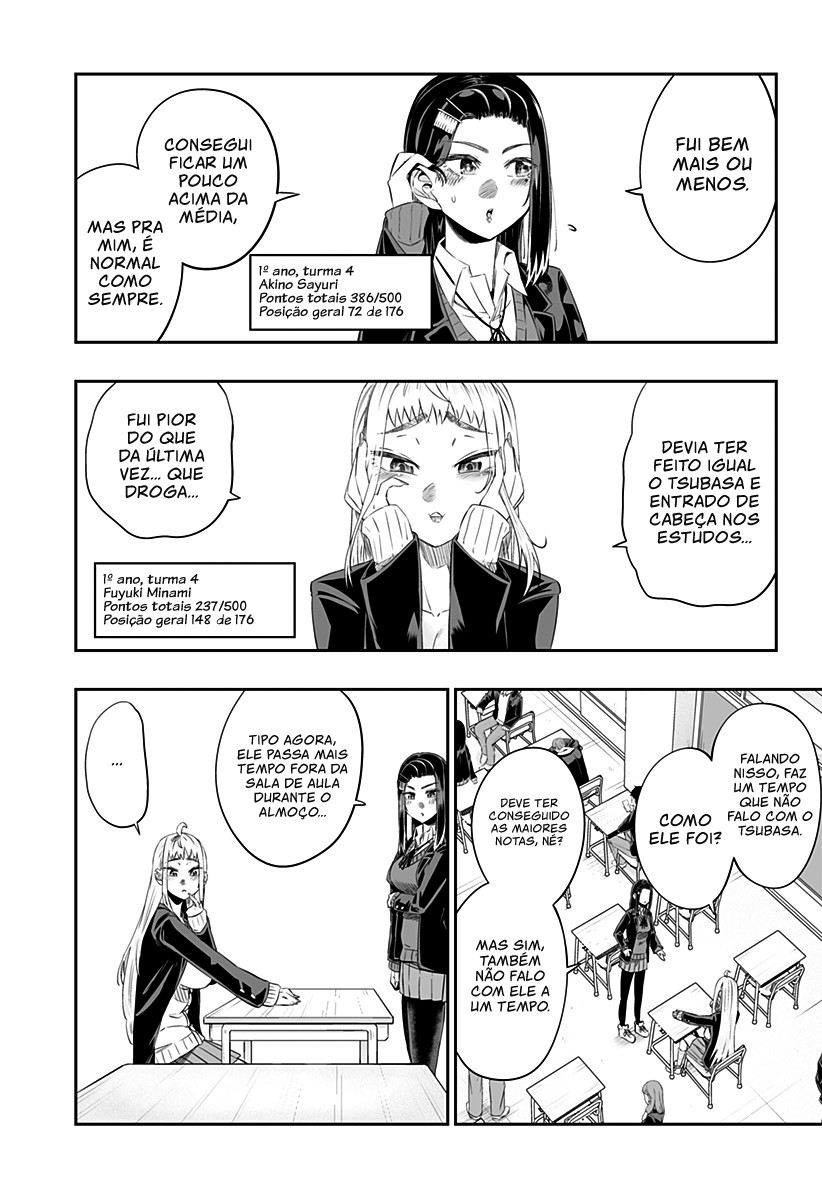 FUI BEM
MAIS OU
MENOS.
CONSEGUI
FICAR UM
POUCO
ACIMA DA
MÉDIA,
MAS PRA
MIM, É
NORMAL
COMO
SEMPRE.
1º ano, turma 4
Akino Sayuri
Pontos totais 386/500
Posição geral 72 de 176
DEVIA TER
FEITO IGUAL
O TSUBASA E
ENTRADO DE
CABEÇA NOS
ESTUDOS...
FUI PIOR
DO QUE
DA ÚLTIMA
VEZ... QUE
DROGA...
1º ano, turma 4
Fuyuki Minami
Pontos totais 237/500
Posição geral 148 de 176
FALANDO
NISSO, FAZ
UM TEMPO
QUE NÃO
FALO COM O
TSUBASA.
COMO
ELE FOI?
DEVE TER
CONSEGUIDO
AS MAIORES
NOTAS, NÉ?
MAS SIM,
TAMBÉM
NÃO FALO
COM ELE A
UM TEMPO.
TIPO AGORA,
ELE PASSA MAIS
TEMPO FORA DA
SALA DE AULA
DURANTE O
ALMOÇO...
...